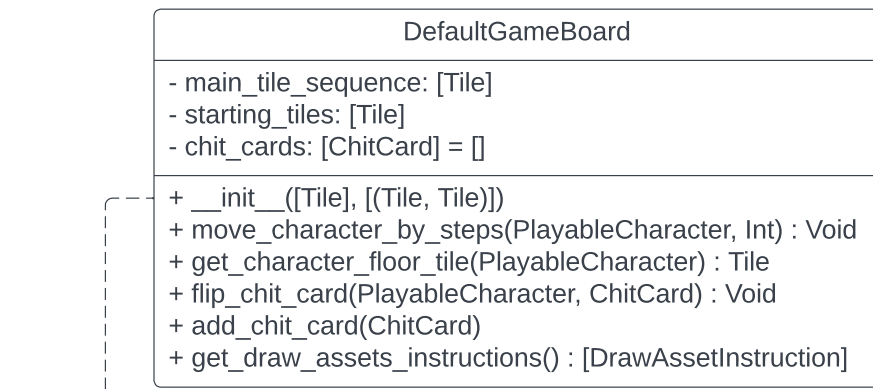 DefaultGameBoard
- main_tile_sequence: [Tile]
- starting_tiles: [Tile]
- chit_cards: [ChitCard] = []
+ __init__([Tile], [(Tile, Tile)])
+ move_character_by_steps(PlayableCharacter, Int) : Void
+ get_character_floor_tile(PlayableCharacter) : Tile
+ flip_chit_card(PlayableCharacter, ChitCard) : Void
+ add_chit_card(ChitCard)
+ get_draw_assets_instructions() : [DrawAssetInstruction]